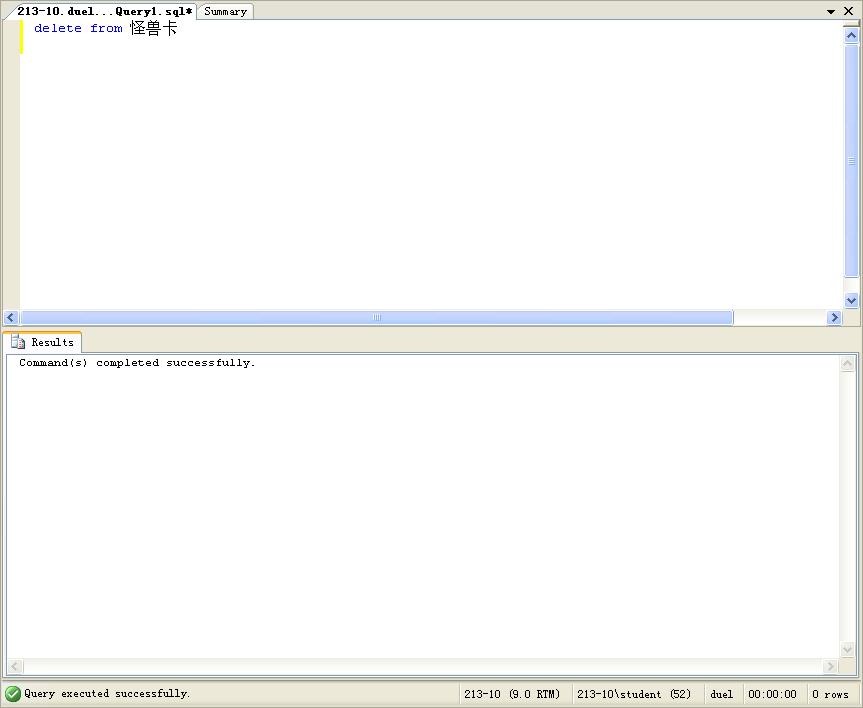 213-10.duel...Query1.sql* Summary
delete from 怪兽卡
Results
Command(s) completed successfully.
Query executed successfully. 213-10 (9.0 RTM) 213-10\student (52) duel 00:00:00 0 rows